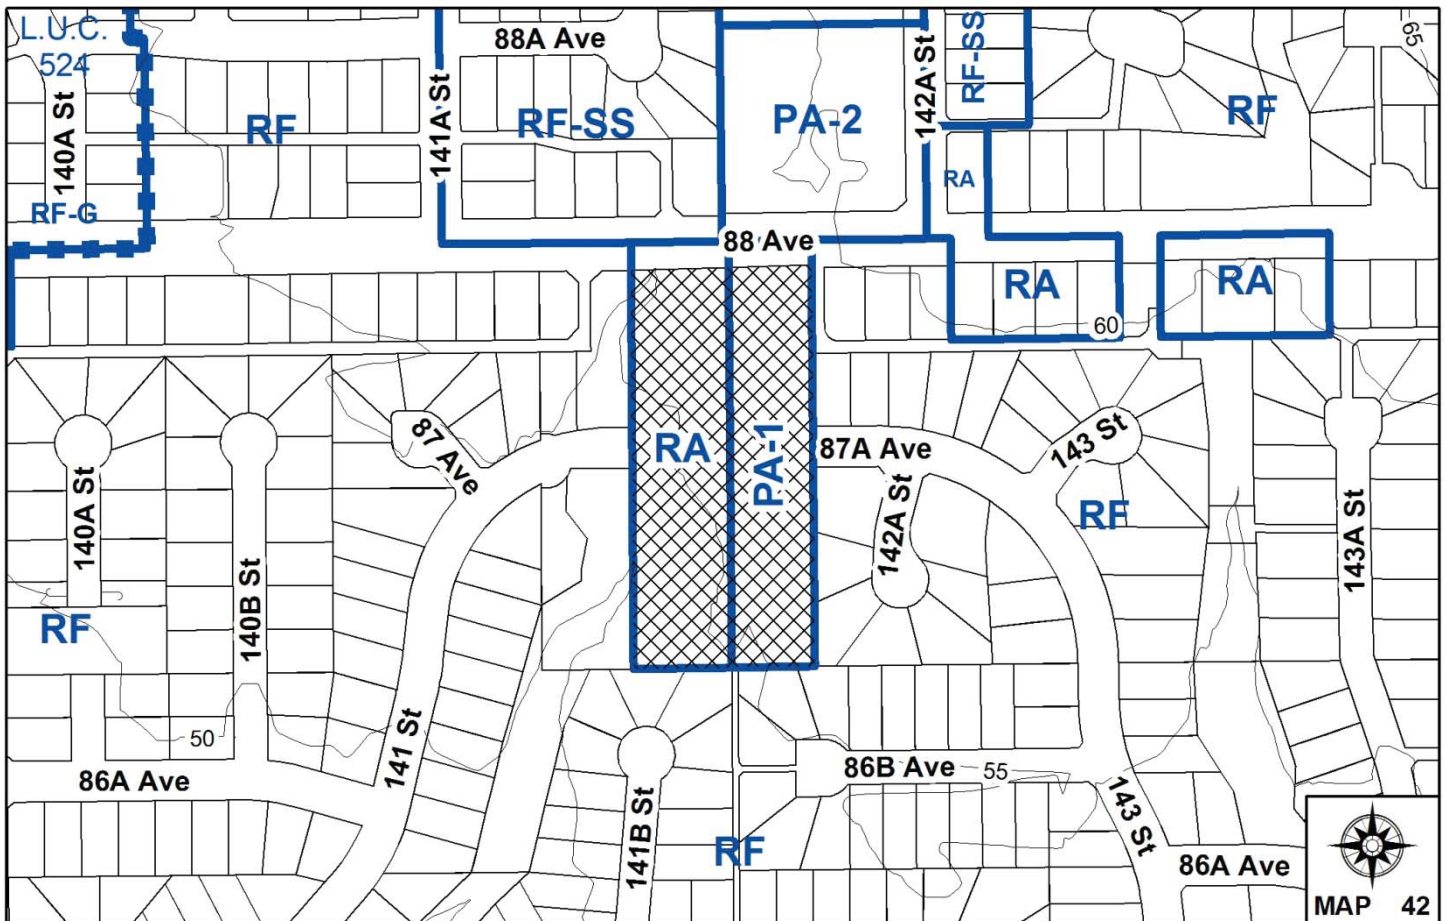 L.U.C.
524
88A Ave
65
140A St
RF
141A St
RF-SS
PA-2
142A St
RF-SS
RF
RA
RF-G
88 Ave
RA
RA
60
87 Ave
RA
PA-1
87A Ave
143 St
RF
140A St
140B St
142A St
143A St
RF
50
141 St
86A Ave
86B Ave
55
141B St
RF
143 St
86A Ave
MAP 42